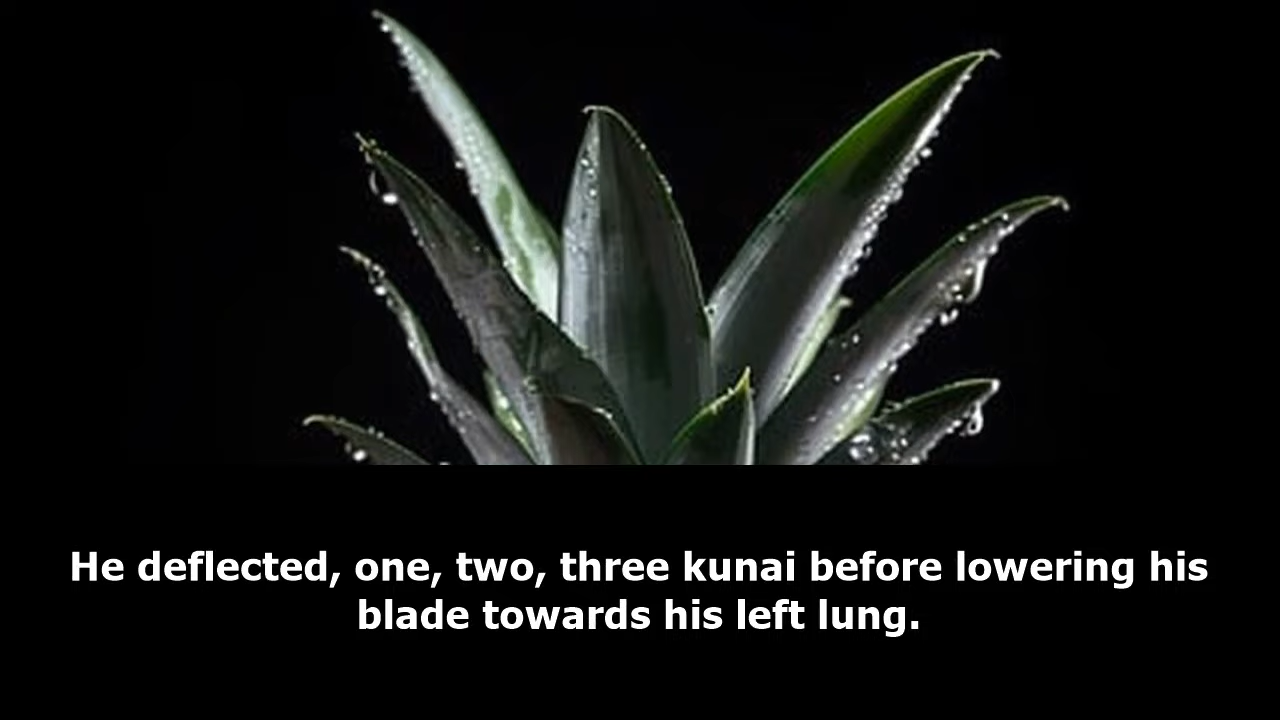 He deflected, one, two, three kunai before lowering his
blade towards his left lung.